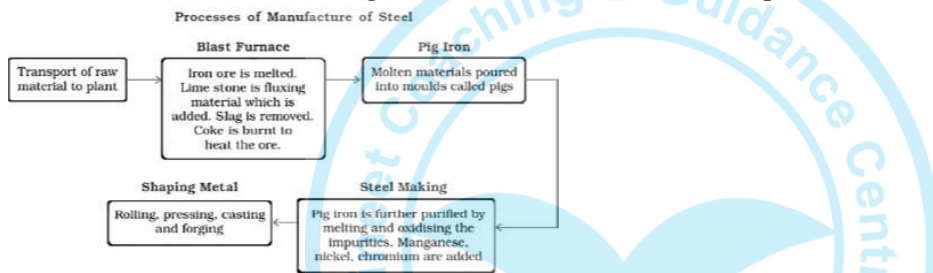 Processes of Manufacture of Steel
Blast Furnace
Pig Iron
Transport of raw
material to plant
Iron ore is melted.
Lime stone is fluxing
material which is
added. Slag is removed.
Coke is burnt to
heat the ore.
Molten materials poured
into moulds called pigs
Shaping Metal
Steel Making
Rolling, pressing, casting
and forging
Pig iron is further purified by
melting and oxidising the
impurities. Manganese,
nickel, chromium are added
Coaching & Guidance